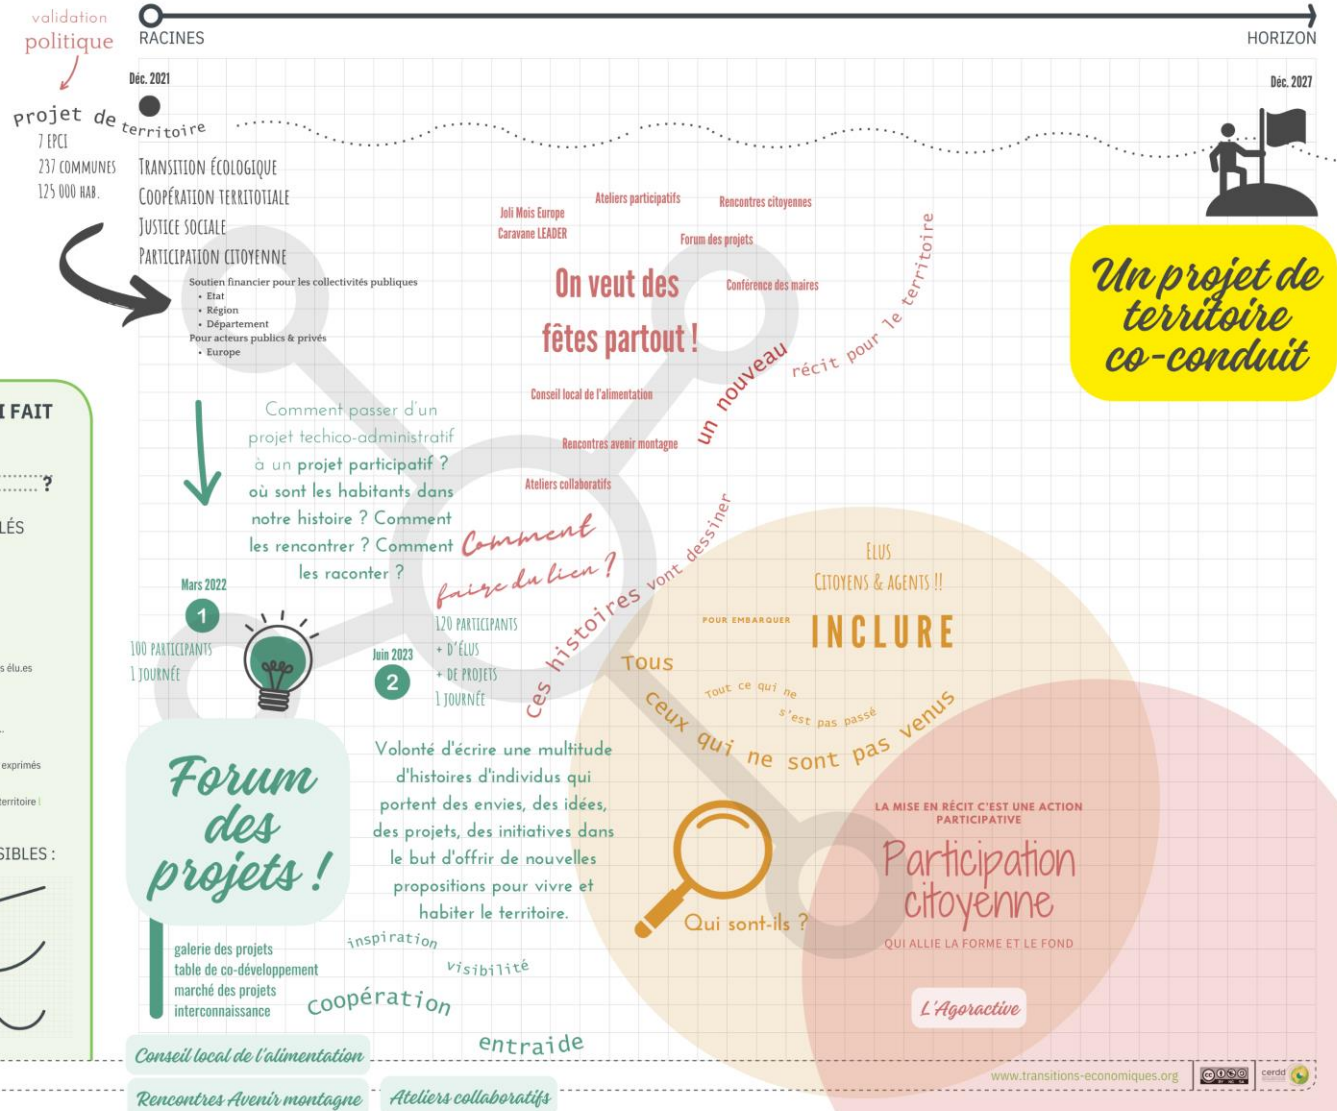 validation
politique
RACINES
HORIZON
Déc. 2021
Déc. 2027
Projet de territoire
7 EPCI
237 COMMUNES
125 000 HAB.
TRANSITION ÉCOLOGIQUE
COOPÉRATION TERRITOTIALE
JUSTICE SOCIALE
PARTICIPATION CITOYENNE
Soutien financier pour les collectivités publiques
• Etat
• Région
• Département
Pour acteurs publics & privés
• Europe
Joli Mois Europe
Caravane LEADER
Ateliers participatifs
Rencontres citoyennes
Forum des projets
Conférence des maires
On veut des
fêtes partout !
Conseil local de l'alimentation
Rencontres avenir montagne
Ateliers collaboratifs
Un projet de
territoire
co-conduit
I FAIT
?
LÉS
s élu.es
exprimés
territoire !
SIBLES :
Comment passer d'un
projet techico-administratif
à un projet participatif ?
où sont les habitants dans
notre histoire ? Comment
les rencontrer ? Comment
les raconter ?
Comment
faire du lien ?
Ces histoires vont dessiner
un nouveau récit pour le territoire
Mars 2022
1
100 PARTICIPANTS
1 JOURNÉE
Juin 2023
2
120 PARTICIPANTS
+ D'ÉLUS
+ DE PROJETS
1 JOURNÉE
Forum
des
projets !
Volonté d'écrire une multitude
d'histoires d'individus qui
portent des envies, des idées,
des projets, des initiatives dans
le but d'offrir de nouvelles
propositions pour vivre et
habiter le territoire.
galerie des projets
table de co-développement
marché des projets
interconnaissance
inspiration
visibilité
coopération
entraide
ELUS
CITOYENS & AGENTS !!
POUR EMBARQUER
INCLURE
Tous
ceux qui ne sont pas venus
Tout ce qui ne
s'est pas passé
Qui sont-ils ?
LA MISE EN RÉCIT C'EST UNE ACTION
PARTICIPATIVE
Participation
citoyenne
QUI ALLIE LA FORME ET LE FOND
L'Agoractive
Conseil local de l'alimentation
Rencontres Avenir montagne
Ateliers collaboratifs
www.transitions-economiques.org
cerdd